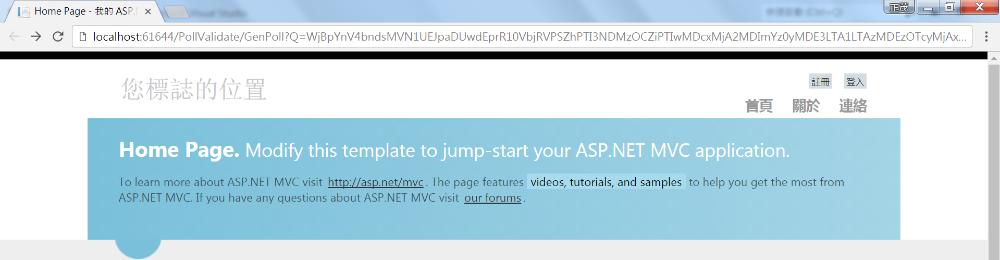 Home Page - 我的 ASP.
正茂
localhost:61644/PollValidate/GenPoll?Q=WjBpYnV4bndsMVN1UEJpaDUwdEprR10VbjRVPSZhPTI3NDMzOCZiPTIwMDcxMjA2MDImYz0yMDE3LTA1LTAzMDEzOTcyMjAx...
您標誌的位置
註冊 登入
首頁 關於 連絡
Home Page. Modify this template to jump-start your ASP.NET MVC application.
To learn more about ASP.NET MVC visit http://asp.net/mvc. The page features videos, tutorials, and samples to help you get the most from
ASP.NET MVC. If you have any questions about ASP.NET MVC visit our forums.